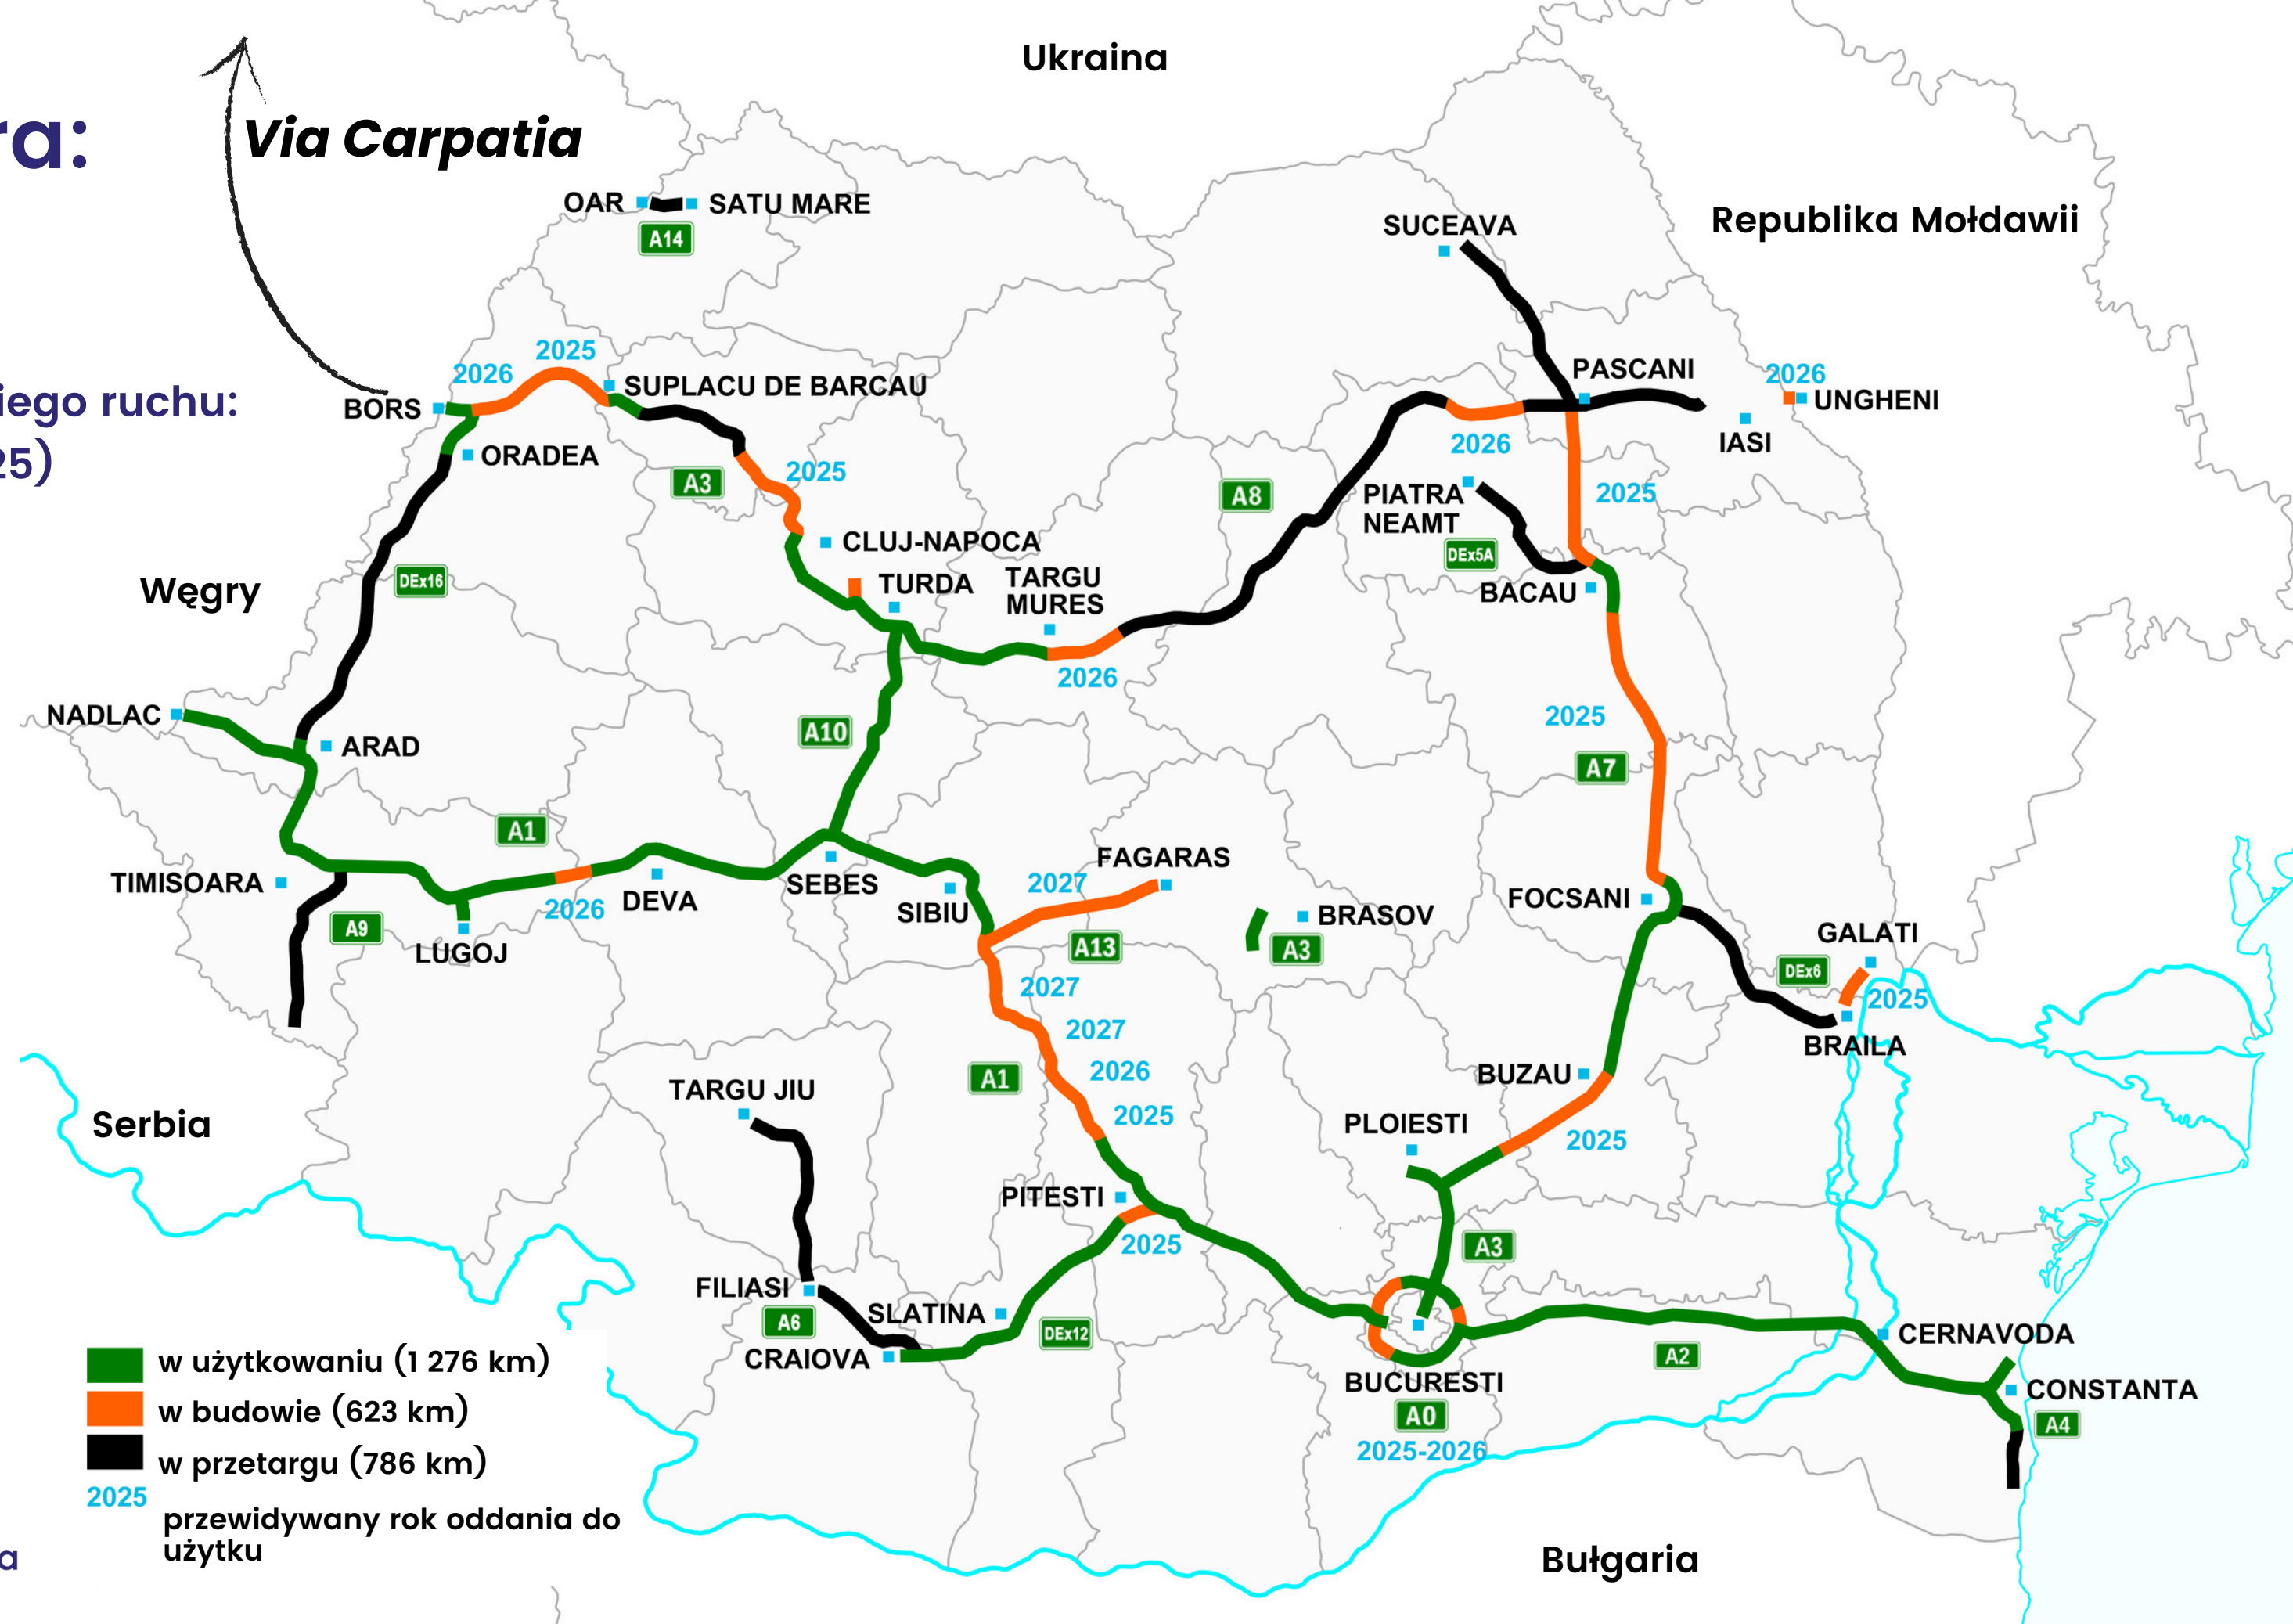 Ukraina
ra:
Via Carpatia
OAR
SATU MARE
A14
SUCEAVA
Republika Mołdawii
2025
2026
SUPLACU DE BARCAU
PASCANI
2026
UNGHENI
iego ruchu:
BORS
25)
ORADEA
IASI
2026
2025
A3
A8
PIATRA
NEAMT
2025
DEx5A
CLUJ-NAPOCA
TURDA
TARGU
MURES
DEx16
Węgry
BACAU
2026
NADLAC
ARAD
A10
2025
A7
A1
TIMISOARA
A9
LUGOJ
2026
DEVA
SEBES
SIBIU
2027
FAGARAS
A13
BRASOV
A3
FOCSANI
GALATI
DEx6
2025
BRAILA
2027
2027
2026
2025
A1
TARGU JIU
BUZAU
PLOIESTI
2025
Serbia
PITESTI
2025
A3
FILIASI
A6
SLATINA
DEx12
CRAIOVA
BUCURESTI
A0
2025-2026
A2
CERNAVODA
CONSTANTA
A4
w użytkowaniu (1 276 km)
w budowie (623 km)
w przetargu (786 km)
2025
przewidywany rok oddania do
użytku
a
Bułgaria